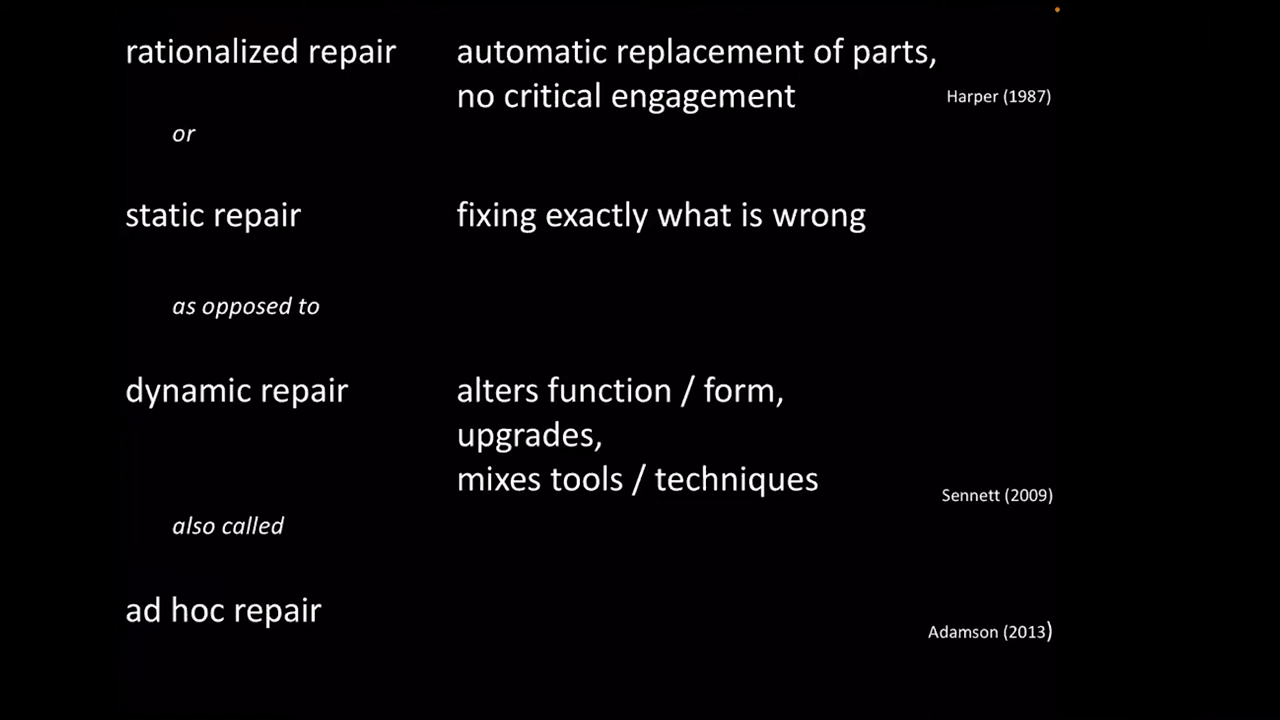 rationalized repair
automatic replacement of parts,
no critical engagement
Harper (1987)
or
static repair
fixing exactly what is wrong
as opposed to
dynamic repair
alters function / form,
upgrades,
mixes tools / techniques
Sennett (2009)
also called
ad hoc repair
Adamson (2013)